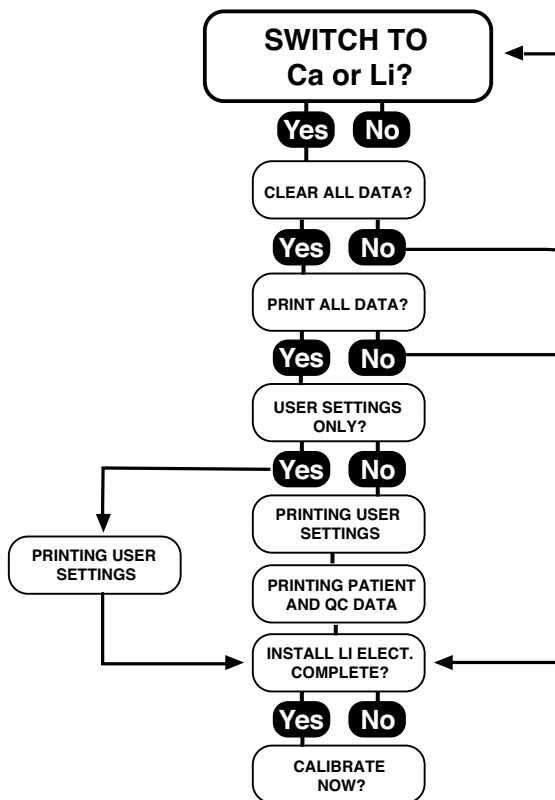 SWITCH TO
Ca or Li?
Yes No
CLEAR ALL DATA?
Yes No
PRINT ALL DATA?
Yes No
USER SETTINGS
ONLY?
Yes No
PRINTING USER
SETTINGS
PRINTING USER
SETTINGS
PRINTING PATIENT
AND QC DATA
INSTALL LI ELECT.
COMPLETE?
Yes No
CALIBRATE
NOW?